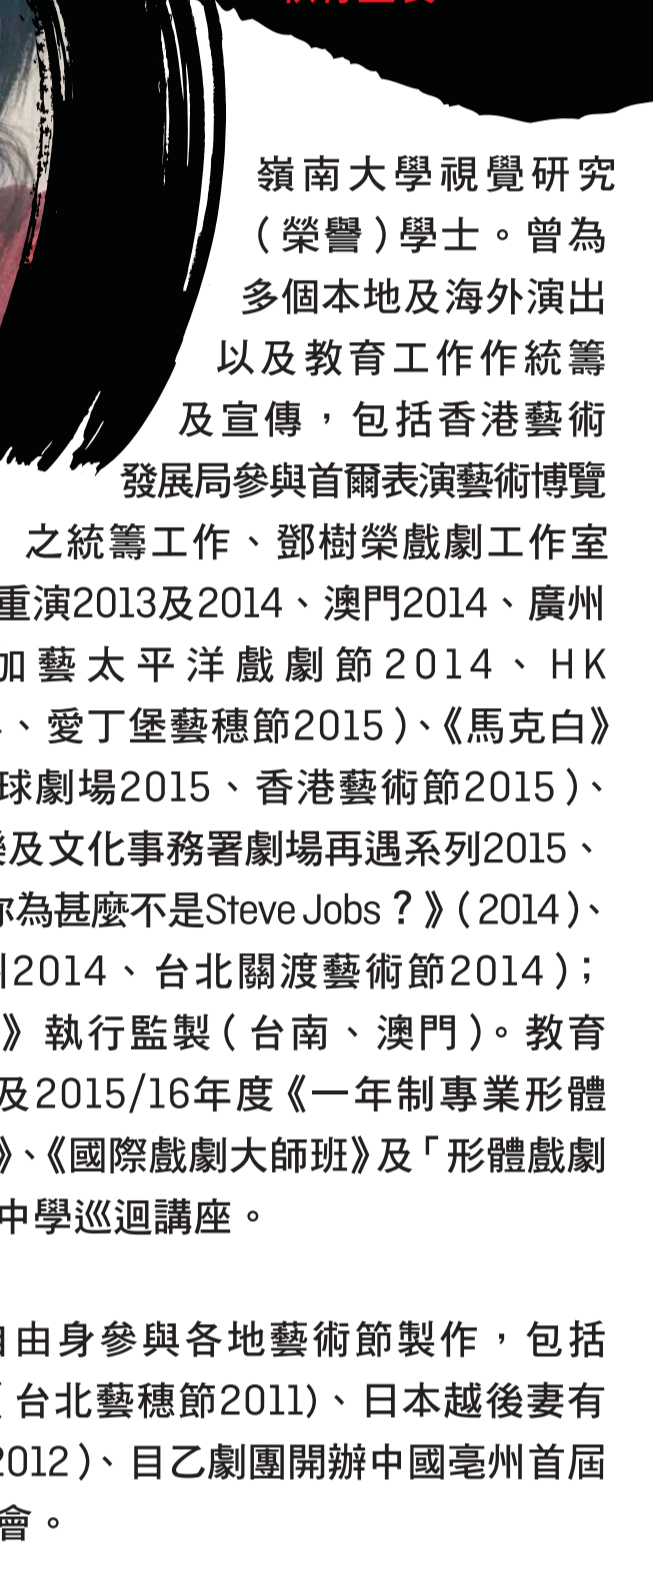 嶺南大學視覺研究
（榮譽）學士。曾為
多個本地及海外演出
以及教育工作作統籌
及宣傳，包括香港藝術
發展局參與首爾表演藝術博覽
之統籌工作、鄧樹榮戲劇工作室
重演2013及2014、澳門2014、廣州
加藝太平洋戲劇節2014、HK
、愛丁堡藝穗節2015）、《馬克白》
球劇場2015、香港藝術節2015）、
及文化事務署劇場再遇系列2015、
你為甚麼不是Steve Jobs？》（2014）、
2014、台北關渡藝術節2014）；
》執行監製（台南、澳門）。教育
及2015/16年度《一年制專業形體
》、《國際戲劇大師班》及「形體戲劇
中學巡迴講座。
自由身參與各地藝術節製作，包括
（台北藝穗節2011）、日本越後妻有
2012）、目乙劇團開辦中國亳州首屆
會。